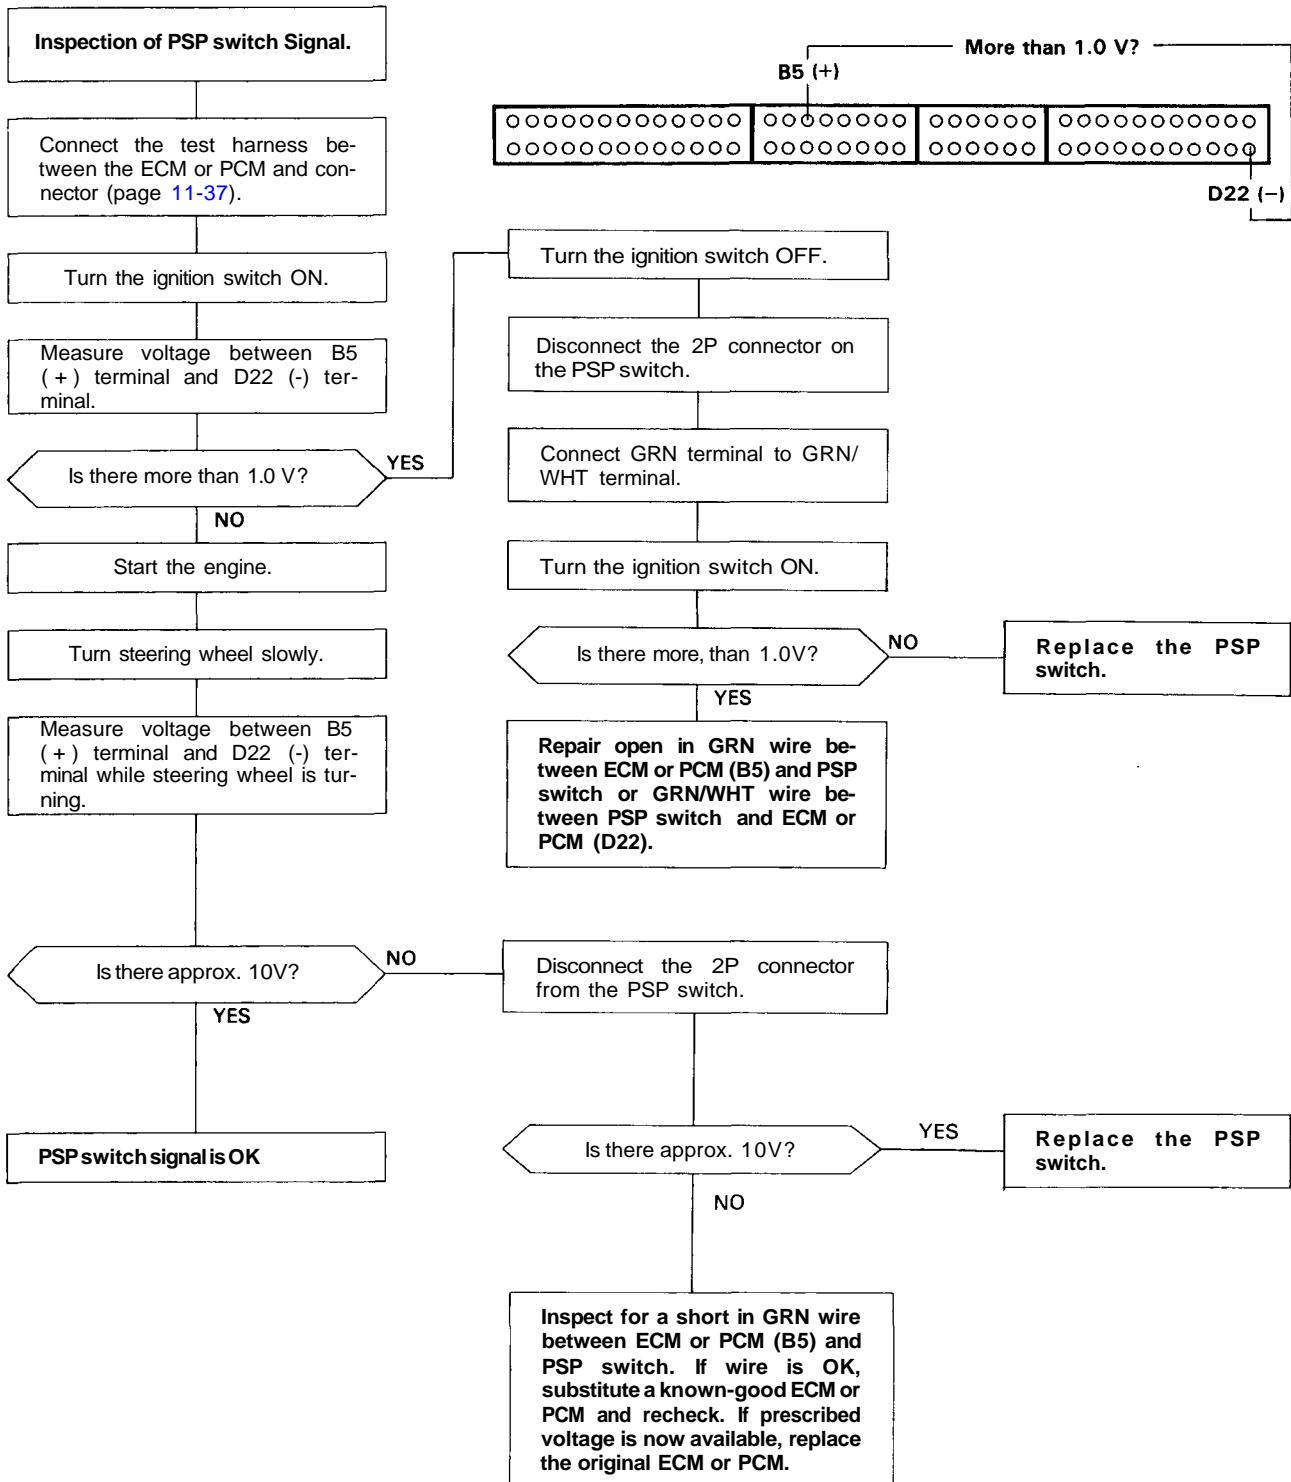 Inspection of PSP switch Signal.
Connect the test harness be-
tween the ECM or PCM and con-
nector (page 11-37).
Turn the ignition switch ON.
Measure voltage between B5
(+) terminal and D22 (-) ter-
minal.
Is there more than 1.0 V?
YES
NO
Start the engine.
Turn steering wheel slowly.
Measure voltage between B5
(+) terminal and D22 (-) ter-
minal while steering wheel is tur-
ning.
Is there approx. 10V?
NO
YES
PSP switch signal is OK
More than 1.0 V?
B5 (+)
D22 (−)
Turn the ignition switch OFF.
Disconnect the 2P connector on
the PSP switch.
Connect GRN terminal to GRN/
WHT terminal.
Turn the ignition switch ON.
Is there more, than 1.0V?
NO
YES
Replace the PSP
switch.
Repair open in GRN wire be-
tween ECM or PCM (B5) and PSP
switch or GRN/WHT wire be-
tween PSP switch and ECM or
PCM (D22).
Disconnect the 2P connector
from the PSP switch.
Is there approx. 10V?
YES
NO
Replace the PSP
switch.
Inspect for a short in GRN wire
between ECM or PCM (B5) and
PSP switch. If wire is OK,
substitute a known-good ECM or
PCM and recheck. If prescribed
voltage is now available, replace
the original ECM or PCM.